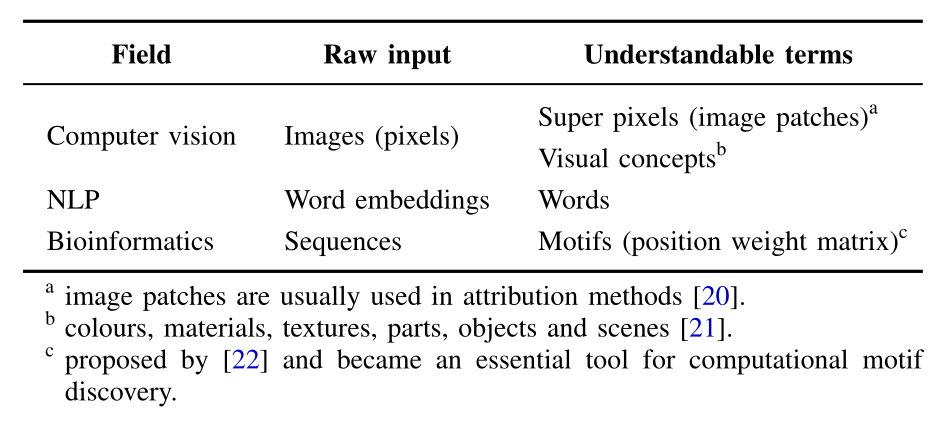 Field Raw input Understandable terms
Super pixels (image patches)a
Computer vision Images (pixels)
Visual conceptsb
NLP Word embeddings Words
Bioinformatics Sequences Motifs (position weight matrix)c
a image patches are usually used in attribution methods [20].
b colours, materials, textures, parts, objects and scenes [21].
c proposed by [22] and became an essential tool for computational motif
discovery.